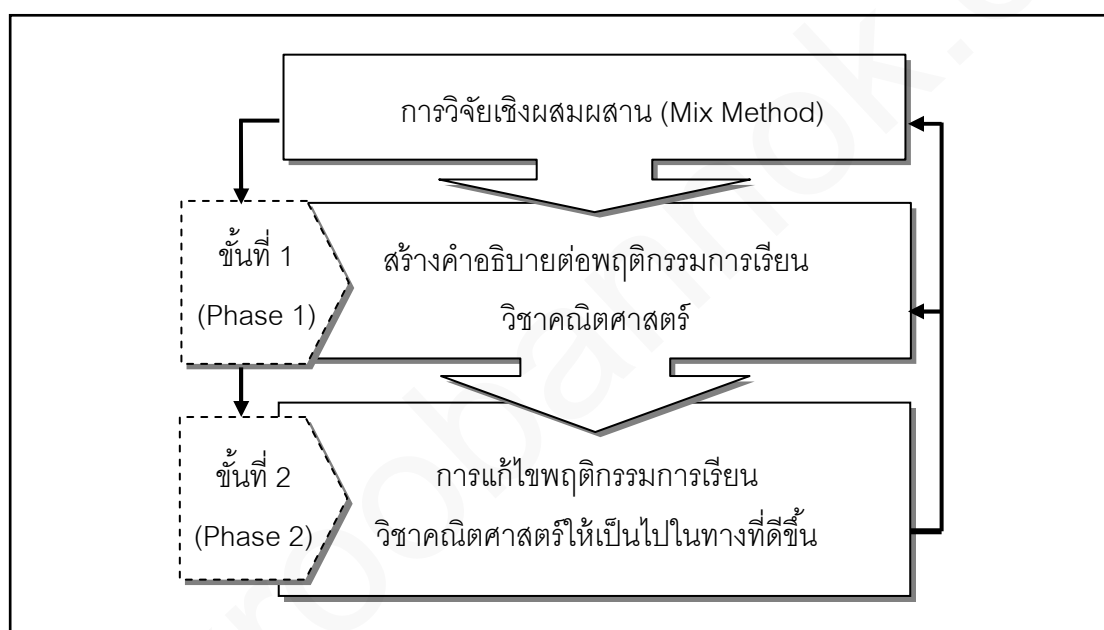 การวิจัยเชิงผสมผสาน (Mix Method)
ขั้นที่ 1
(Phase 1)
สร้างคำอธิบายต่อพฤติกรรมการเรียน
วิชาคณิตศาสตร์
ขั้นที่ 2
(Phase 2)
การแก้ไขพฤติกรรมการเรียน
วิชาคณิตศาสตร์ให้เป็นไปในทางที่ดีขึ้น